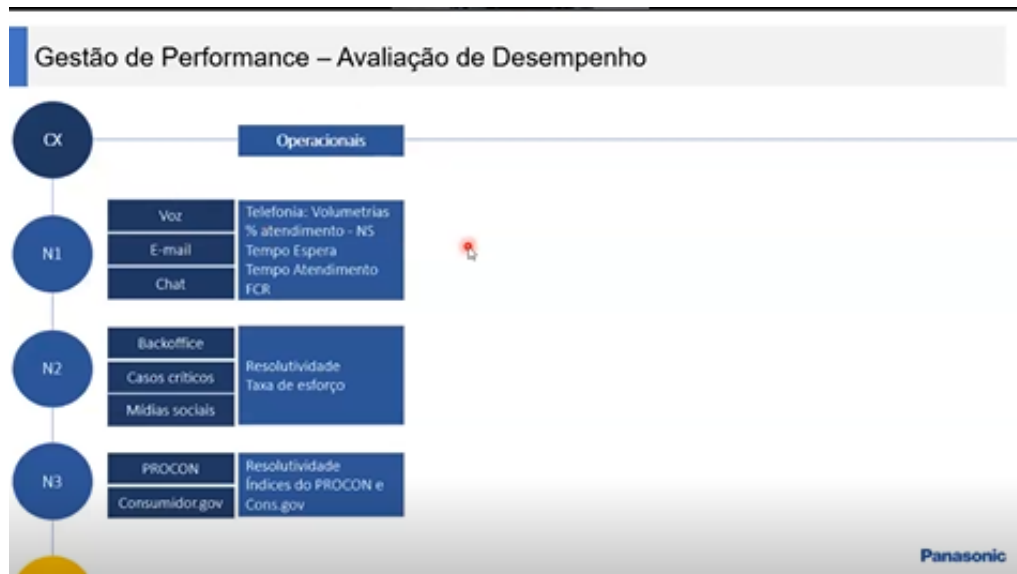 Gestão de Performance – Avaliação de Desempenho
CX
Operacionais
N1
Voz
E-mail
Chat
Telefonia: Volumetrias
% atendimento - NS
Tempo Espera
Tempo Atendimento
FCR
N2
Backoffice
Casos críticos
Mídias sociais
Resolutividade
Taxa de esforço
N3
PROCON
Consumidor.gov
Resolutividade
Índices do PROCON e
Cons.gov
Panasonic